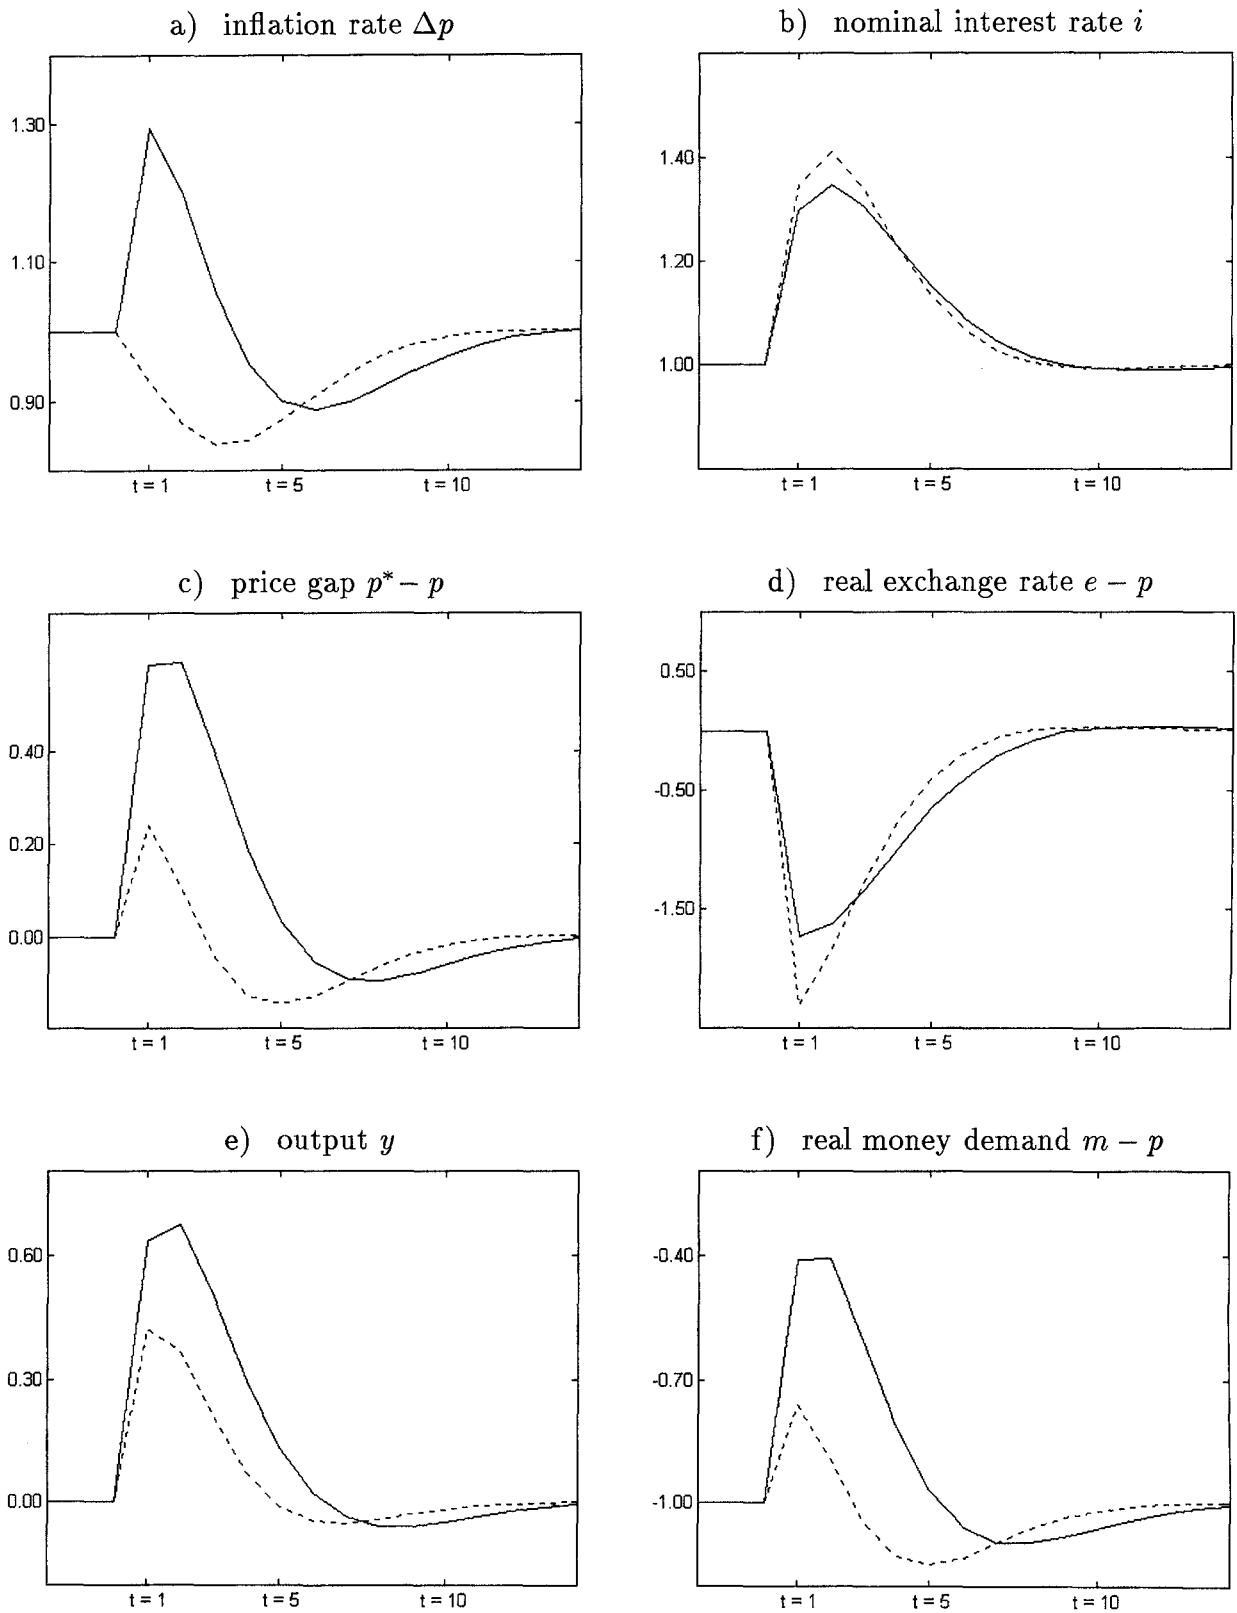 a) inflation rate Δp
1.30
1.10
0.90
t = 1
t = 5
t = 10
b) nominal interest rate i
1.40
1.20
1.00
t = 1
t = 5
t = 10
c) price gap p* – p
0.40
0.20
0.00
t = 1
t = 5
t = 10
d) real exchange rate e – p
0.50
-0.50
-1.50
t = 1
t = 5
t = 10
e) output y
0.60
0.30
0.00
t = 1
t = 5
t = 10
f) real money demand m – p
-0.40
-0.70
-1.00
t = 1
t = 5
t = 10